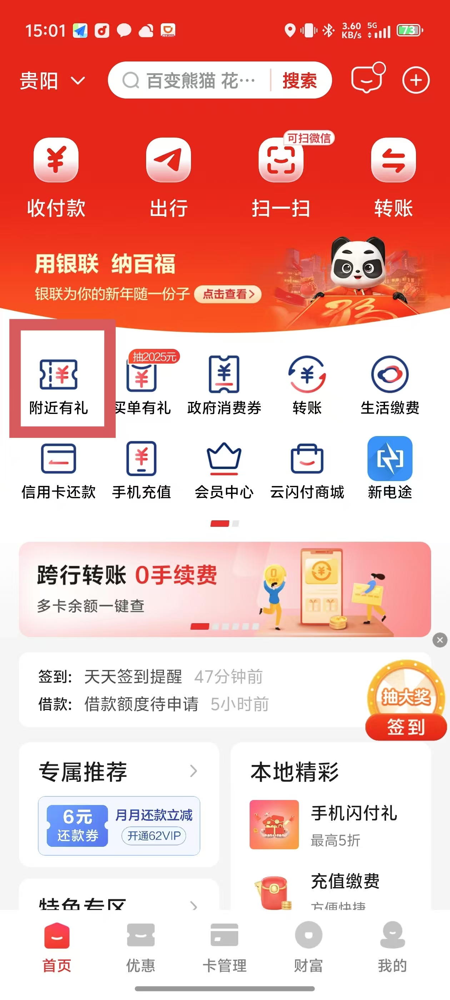 15:01
3.60 KB/s 5G 73
贵阳 百变熊猫 花… 搜索
可扫微信
收付款 出行 扫一扫 转账
用银联 纳百福
银联为你的新年随一份子 点击查看>
抽2025元
附近有礼 买单有礼 政府消费券 转账 生活缴费
信用卡还款 手机充值 会员中心 云闪付商城 新电途
跨行转账 0手续费
多卡余额一键查
签到: 天天签到提醒 47分钟前
借款: 借款额度待申请 5小时前
抽大奖
签到
专属推荐
6元
还款券
月月还款立减
开通62VIP
本地精彩
手机闪付礼
最高5折
充值缴费
方便快捷
特色专区
首页 优惠 卡管理 财富 我的